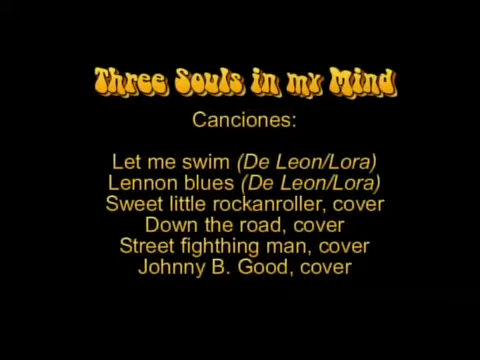 Three Souls in my Mind
Canciones:
Let me swim (De Leon/Lora)
Lennon blues (De Leon/Lora)
Sweet little rockanroller, cover
Down the road, cover
Street fighthing man, cover
Johnny B. Good, cover